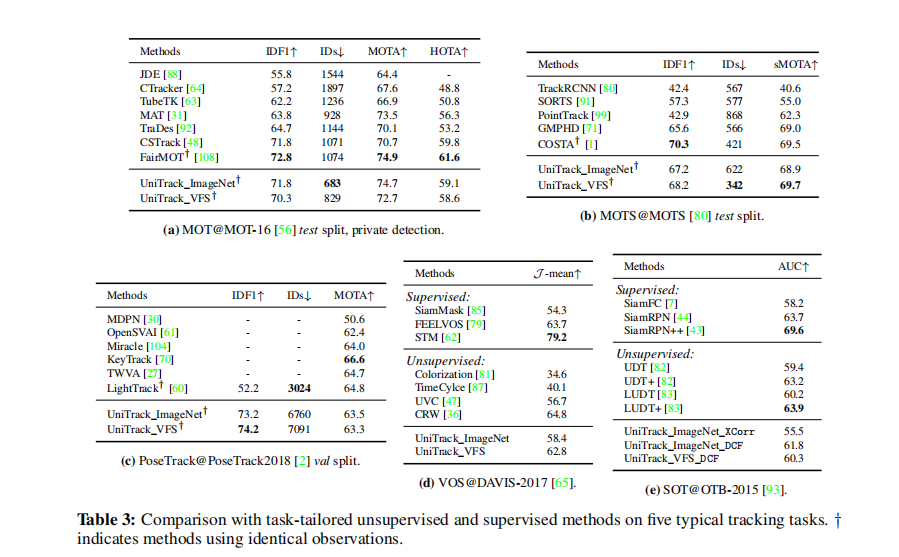 Methods IDF1↑ IDs↓ MOTA↑ HOTA↑
JDE [88] 55.8 1544 64.4 -
CTracker [64] 57.2 1897 67.6 48.8
TubeTK [63] 62.2 1236 66.9 50.8
MAT [31] 63.8 928 73.5 56.3
TraDes [92] 64.7 1144 70.1 53.2
CSTrack [48] 71.8 1071 70.7 59.8
FairMOT† [108] 72.8 1074 74.9 61.6
UniTrack_ImageNet† 71.8 683 74.7 59.1
UniTrack_VFS† 70.3 829 72.7 58.6
(a) MOT@MOT-16 [56] test split, private detection.
Methods IDF1↑ IDs↓ sMOTA↑
TrackRCNN [80] 42.4 567 40.6
SORTS [91] 57.3 577 55.0
PointTrack [99] 42.9 868 62.3
GMPHD [71] 65.6 566 69.0
COSTA† [1] 70.3 421 69.5
UniTrack_ImageNet† 67.2 622 68.9
UniTrack_VFS† 68.2 342 69.7
(b) MOTS@MOTS [80] test split.
Methods IDF1↑ IDs↓ MOTA↑
MDPN [30] - - 50.6
OpenSVAI [61] - - 62.4
Miracle [104] - - 64.0
KeyTrack [70] - - 66.6
TWVA [27] - - 64.7
LightTrack† [60] 52.2 3024 64.8
UniTrack_ImageNet† 73.2 6760 63.5
UniTrack_VFS† 74.2 7091 63.3
(c) PoseTrack@PoseTrack2018 [2] val split.
Methods J-mean↑
Supervised:
SiamMask [85] 54.3
FEELVOS [79] 63.7
STM [62] 79.2
Unsupervised:
Colorization [81] 34.6
TimeCylce [87] 40.1
UVC [47] 56.7
CRW [36] 64.8
UniTrack_ImageNet 58.4
UniTrack_VFS 62.8
(d) VOS@DAVIS-2017 [65].
Methods AUC↑
Supervised:
SiamFC [7] 58.2
SiamRPN [44] 63.7
SiamRPN++ [43] 69.6
Unsupervised:
UDT [82] 59.4
UDT+ [82] 63.2
LUDT [83] 60.2
LUDT+ [83] 63.9
UniTrack_ImageNet_XCorr 55.5
UniTrack_ImageNet_DCF 61.8
UniTrack_VFS_DCF 60.3
(e) SOT@OTB-2015 [93].
Table 3: Comparison with task-tailored unsupervised and supervised methods on five typical tracking tasks. †
indicates methods using identical observations.